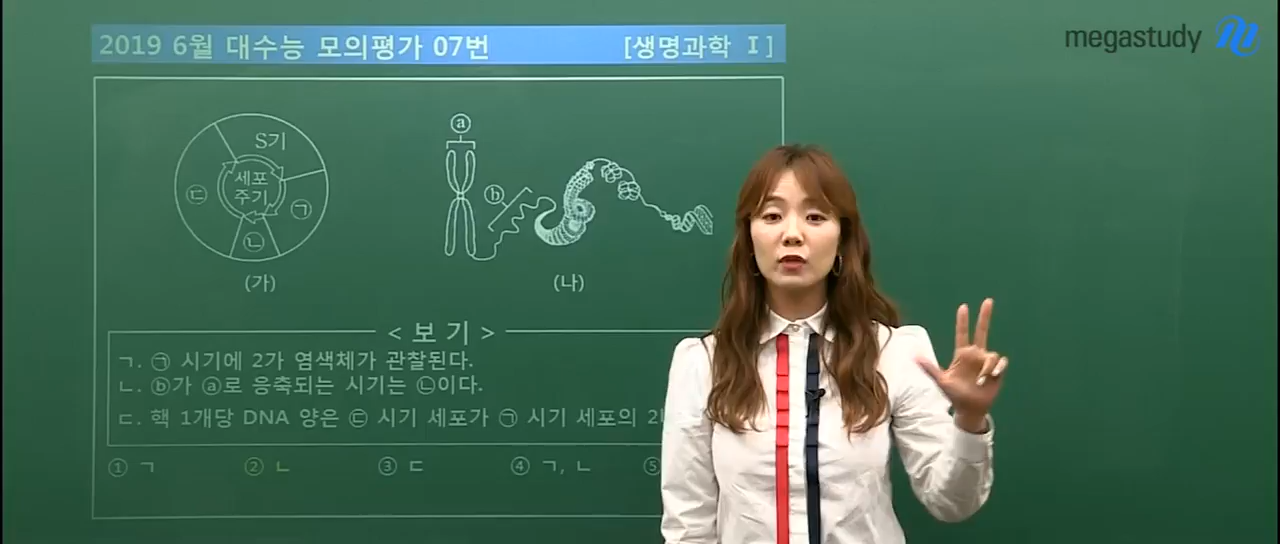 2019 6월 대수능 모의평가 07번 [생명과학 Ⅰ]
megastudy
S기
세포
주기
㉠
㉡
㉢
(가)
ⓐ
ⓑ
(나)
< 보 기 >
ㄱ. ㉠ 시기에 2가 염색체가 관찰된다.
ㄴ. ⓑ가 ⓐ로 응축되는 시기는 ㉡이다.
ㄷ. 핵 1개당 DNA 양은 ㉢ 시기 세포가 ㉠ 시기 세포의 2
① ㄱ ② ㄴ ③ ㄷ ④ ㄱ, ㄴ ⑤